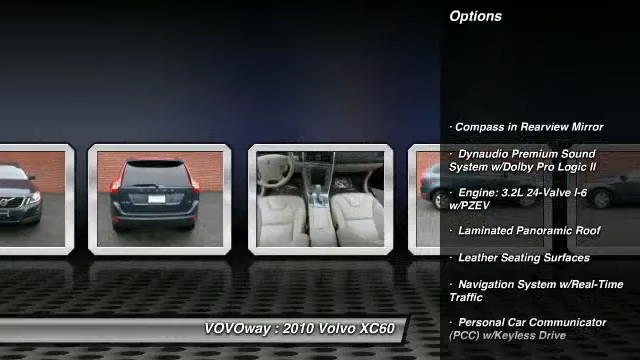 Options
· Compass in Rearview Mirror
· Dynaudio Premium Sound
System w/Dolby Pro Logic II
· Engine: 3.2L 24-Valve I-6
w/PZEV
· Laminated Panoramic Roof
· Leather Seating Surfaces
· Navigation System w/Real-Time
Traffic
· Personal Car Communicator
(PCC) w/Keyless Drive
VOVOway : 2010 Volvo XC60